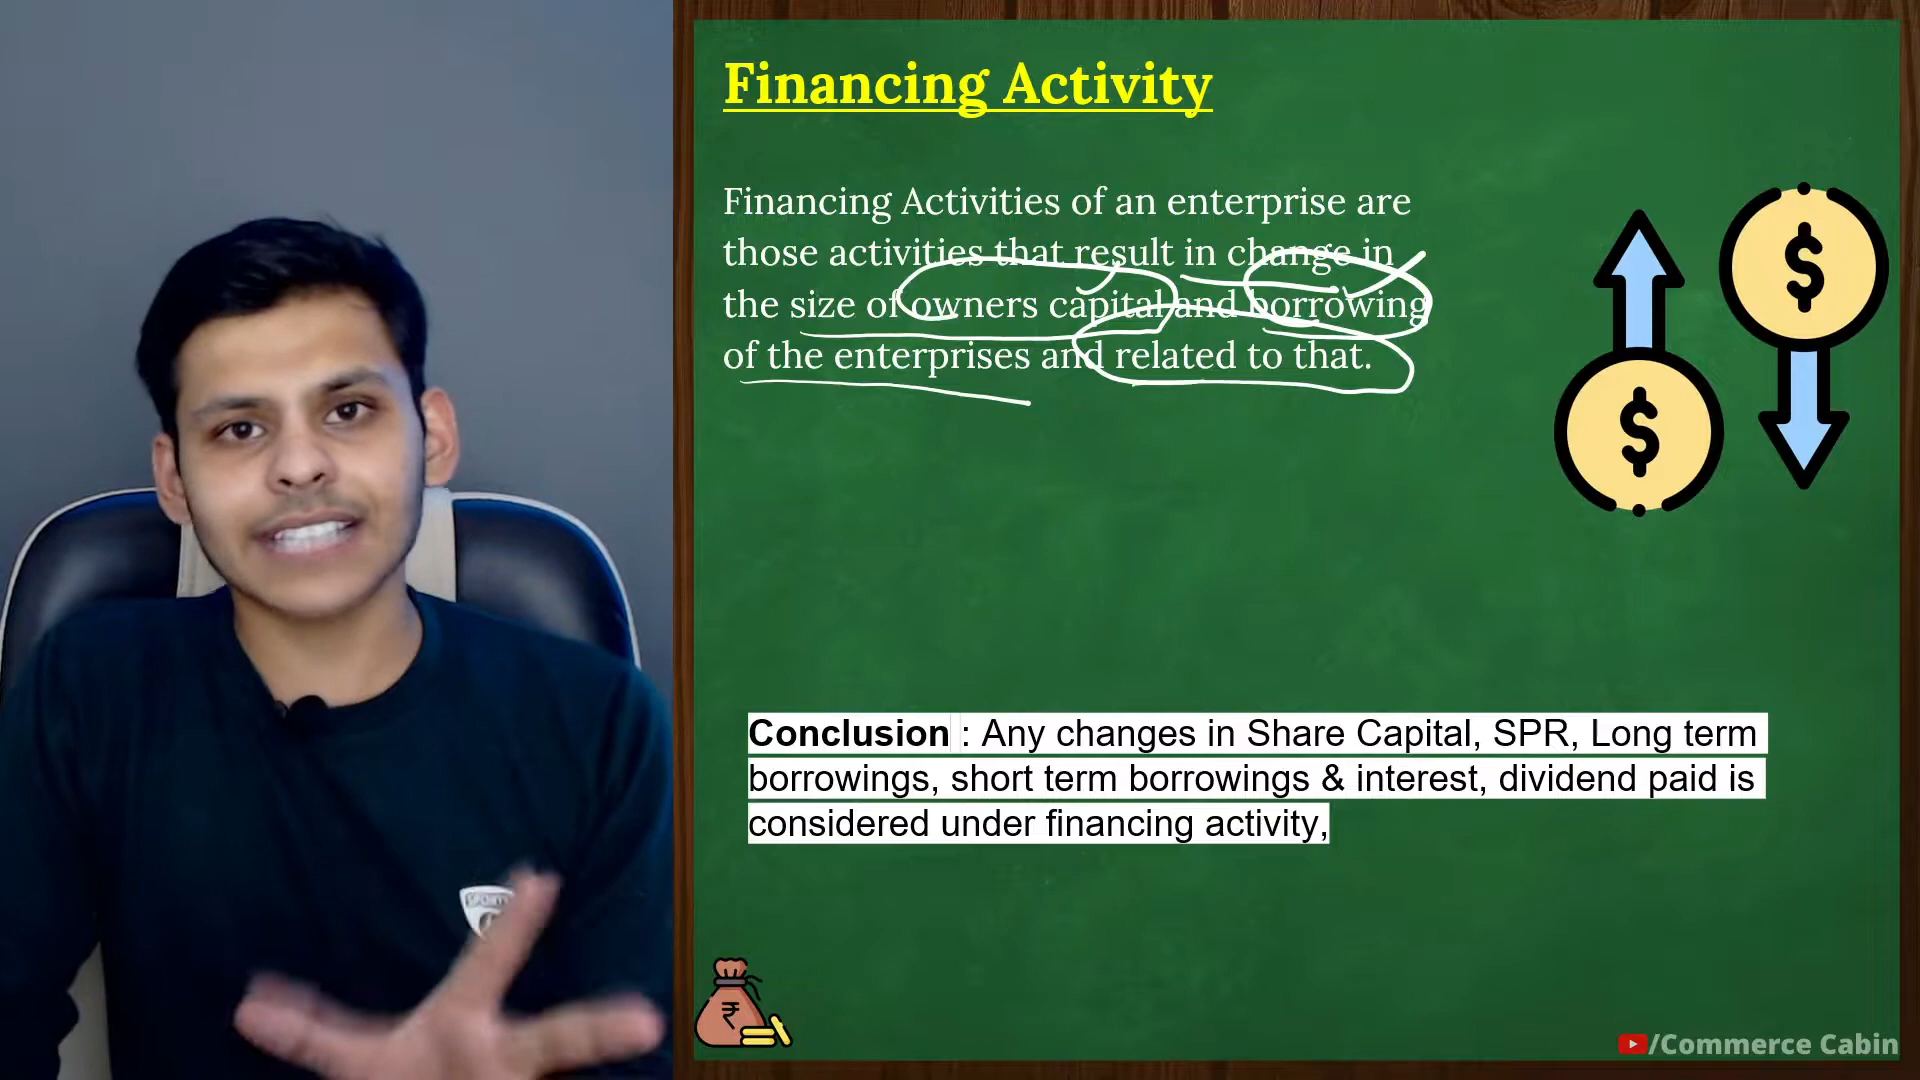 Financing Activity
Financing Activities of an enterprise are
those activities that result in change in
the size of owners capital and borrowing
of the enterprises and related to that.
$
$
Conclusion : Any changes in Share Capital, SPR, Long term
borrowings, short term borrowings & interest, dividend paid is
considered under financing activity,
SPORT
₹
/Commerce Cabin